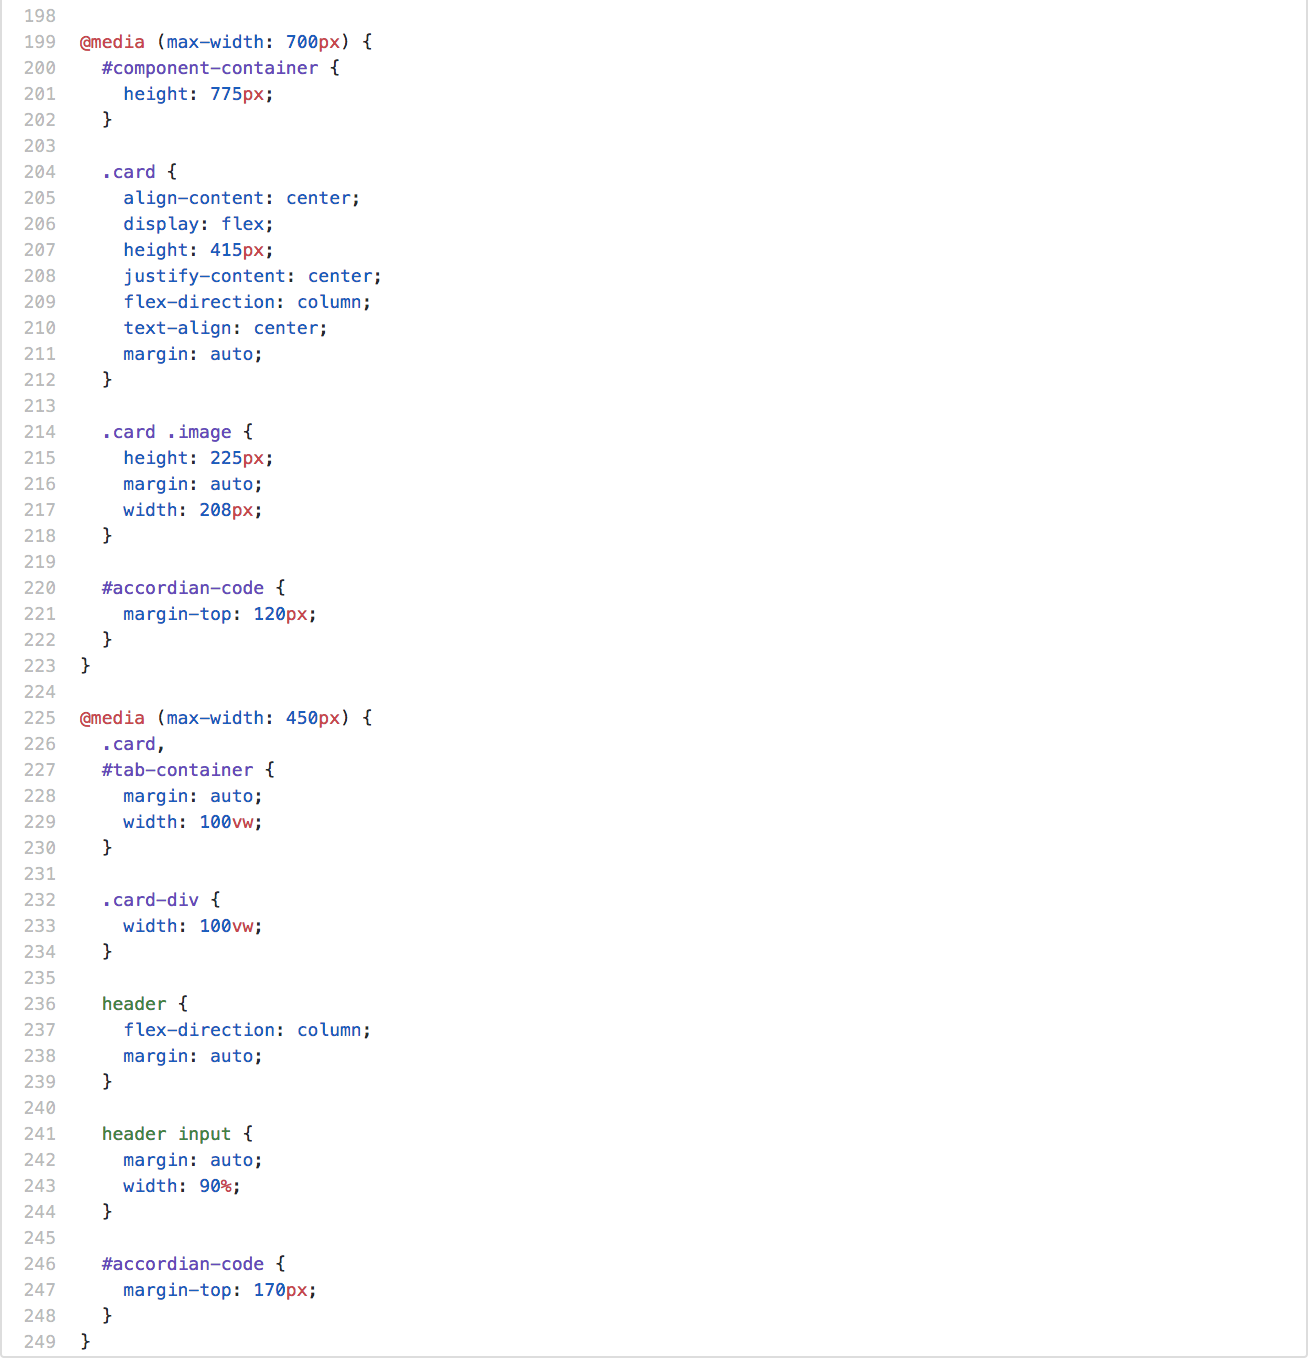 198
199 @media (max-width: 700px) {
200   #component-container {
201     height: 775px;
202   }
203
204   .card {
205     align-content: center;
206     display: flex;
207     height: 415px;
208     justify-content: center;
209     flex-direction: column;
210     text-align: center;
211     margin: auto;
212   }
213
214   .card .image {
215     height: 225px;
216     margin: auto;
217     width: 208px;
218   }
219
220   #accordian-code {
221     margin-top: 120px;
222   }
223 }
224
225 @media (max-width: 450px) {
226   .card,
227   #tab-container {
228     margin: auto;
229     width: 100vw;
230   }
231
232   .card-div {
233     width: 100vw;
234   }
235
236   header {
237     flex-direction: column;
238     margin: auto;
239   }
240
241   header input {
242     margin: auto;
243     width: 90%;
244   }
245
246   #accordian-code {
247     margin-top: 170px;
248   }
249 }